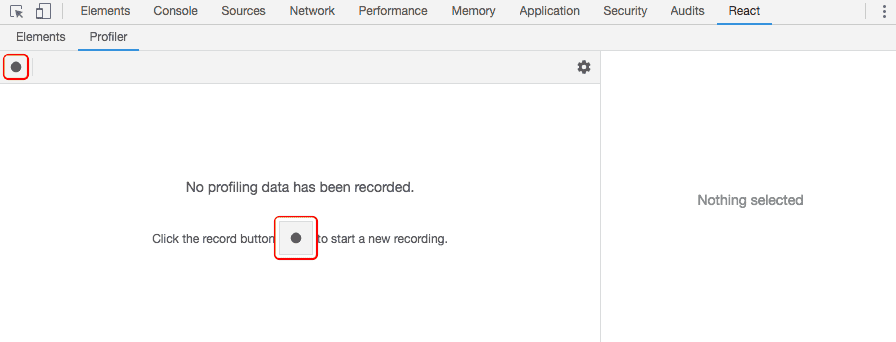 Elements Console Sources Network Performance Memory Application Security Audits React
Elements Profiler
No profiling data has been recorded.
Click the record button to start a new recording.
Nothing selected